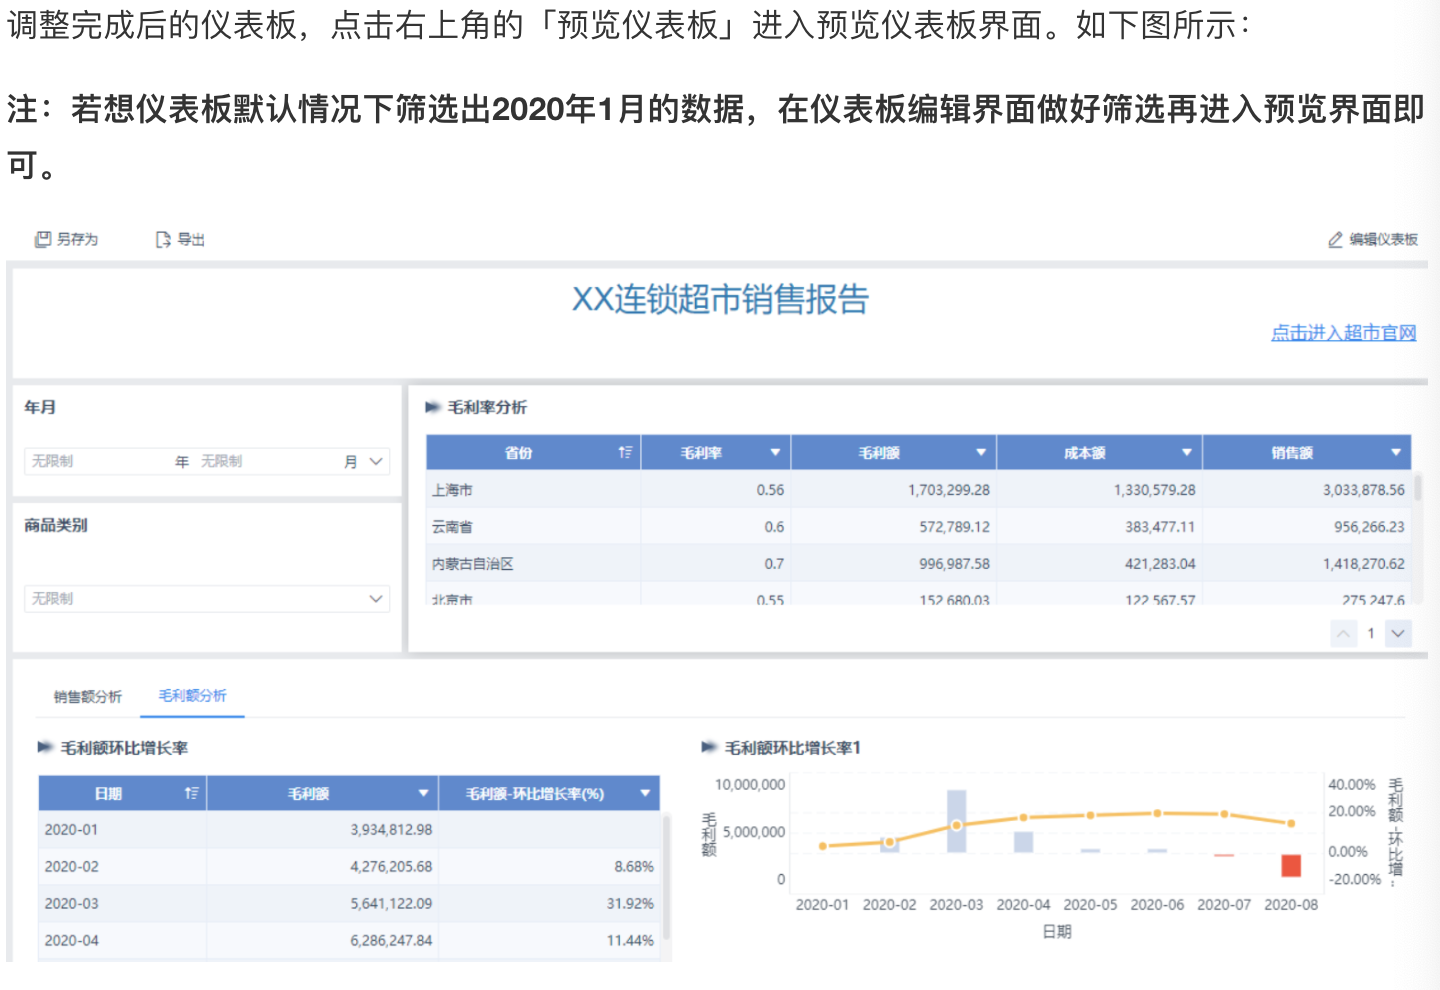 调整完成后的仪表板，点击右上角的「预览仪表板」进入预览仪表板界面。如下图所示：
注：若想仪表板默认情况下筛选出2020年1月的数据，在仪表板编辑界面做好筛选再进入预览界面即
可。
另存为 导出 编辑仪表板
XX连锁超市销售报告
点击进入超市官网
年月
无限制 年 无限制 月
商品类别
无限制
毛利率分析
省份 毛利率 毛利额 成本额 销售额
上海市 0.56 1,703,299.28 1,330,579.28 3,033,878.56
云南省 0.6 572,789.12 383,477.11 956,266.23
内蒙古自治区 0.7 996,987.58 421,283.04 1,418,270.62
北京市 0.55 152,680.03 122,567.57 275,247.6
1
销售额分析 毛利额分析
毛利额环比增长率
日期 毛利额 毛利额-环比增长率(%)
2020-01 3,934,812.98
2020-02 4,276,205.68 8.68%
2020-03 5,641,122.09 31.92%
2020-04 6,286,247.84 11.44%
毛利额环比增长率1
毛利额
10,000,000
5,000,000
0
40.00%
20.00%
0.00%
-20.00%
毛利额-环比增…
2020-01 2020-02 2020-03 2020-04 2020-05 2020-06 2020-07 2020-08
日期